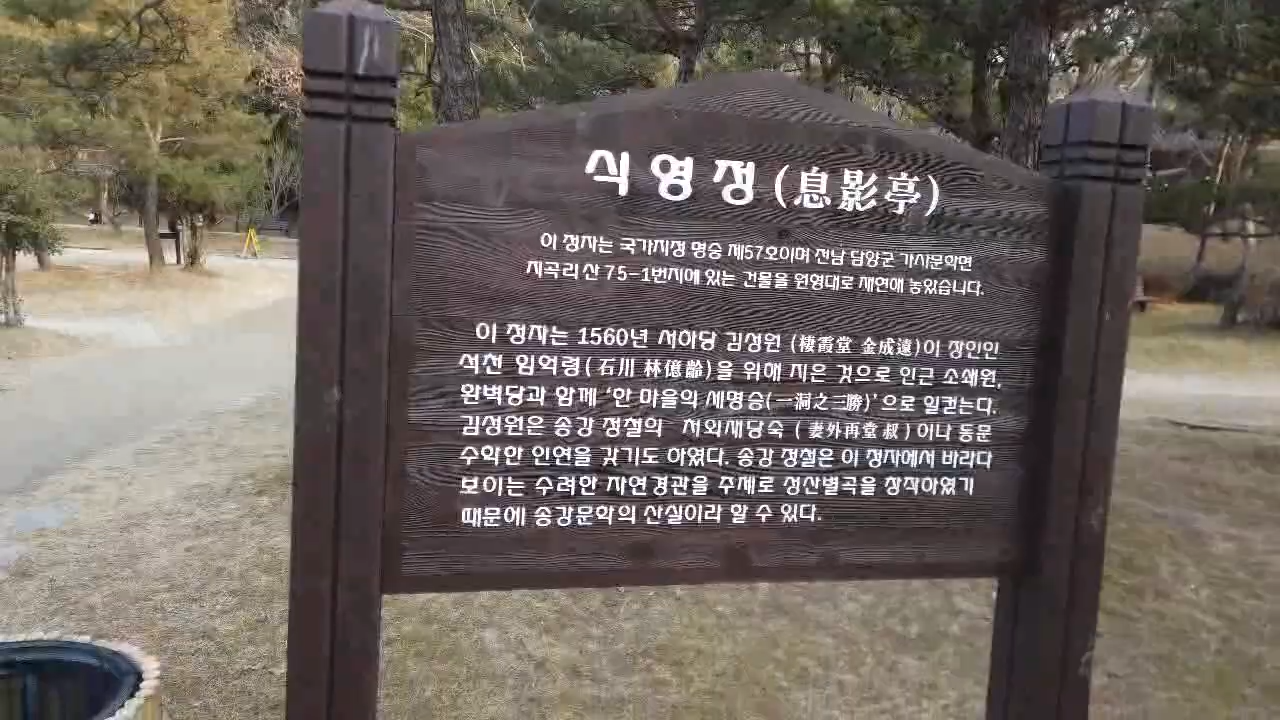 식영정(息影亭)
이 정자는 국가지정 명승 제57호이며 전남 담양군 가사문학면
지곡리 산 75-1번지에 있는 건물을 원형대로 재현해 놓았습니다.
이 정자는 1560년 서하당 김성원 (棲霞堂 金成遠)이 장인인
석천 임억령(石川 林億齡)을 위해 지은 것으로 인근 소쇄원,
환벽당과 함께 '한 마을의 세명승(一洞之三勝)'으로 일컫는다.
김성원은 송강 정철의 처외재당숙 (妻外再堂叔) 이나 동문
수학한 인연을 갖기도 하였다. 송강 정철은 이 정자에서 바라다
보이는 수려한 자연경관을 주제로 성산별곡을 창작하였기
때문에 송강문학의 산실이라 할 수 있다.